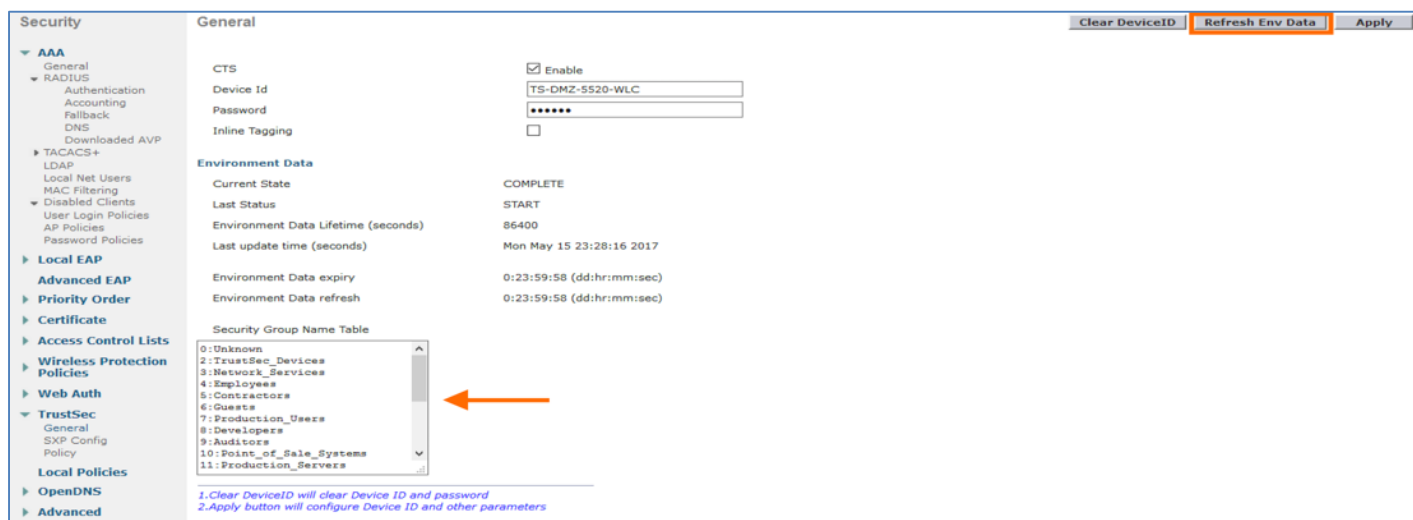 Security
General
Clear DeviceID
Refresh Env Data
Apply
AAA
General
RADIUS
Authentication
Accounting
Fallback
DNS
Downloaded AVP
TACACS+
LDAP
Local Net Users
MAC Filtering
Disabled Clients
User Login Policies
AP Policies
Password Policies
Local EAP
Advanced EAP
Priority Order
Certificate
Access Control Lists
Wireless Protection
Policies
Web Auth
TrustSec
General
SXP Config
Policy
Local Policies
OpenDNS
Advanced
CTS Enable
Device Id TS-DMZ-5520-WLC
Password ••••••
Inline Tagging
Environment Data
Current State COMPLETE
Last Status START
Environment Data Lifetime (seconds) 86400
Last update time (seconds) Mon May 15 23:28:16 2017
Environment Data expiry 0:23:59:58 (dd:hr:mm:sec)
Environment Data refresh 0:23:59:58 (dd:hr:mm:sec)
Security Group Name Table
0:Unknown
2:TrustSec_Devices
3:Network_Services
4:Employees
5:Contractors
6:Guests
7:Production_Users
8:Developers
9:Auditors
10:Point_of_Sale_Systems
11:Production_Servers
1.Clear DeviceID will clear Device ID and password
2.Apply button will configure Device ID and other parameters